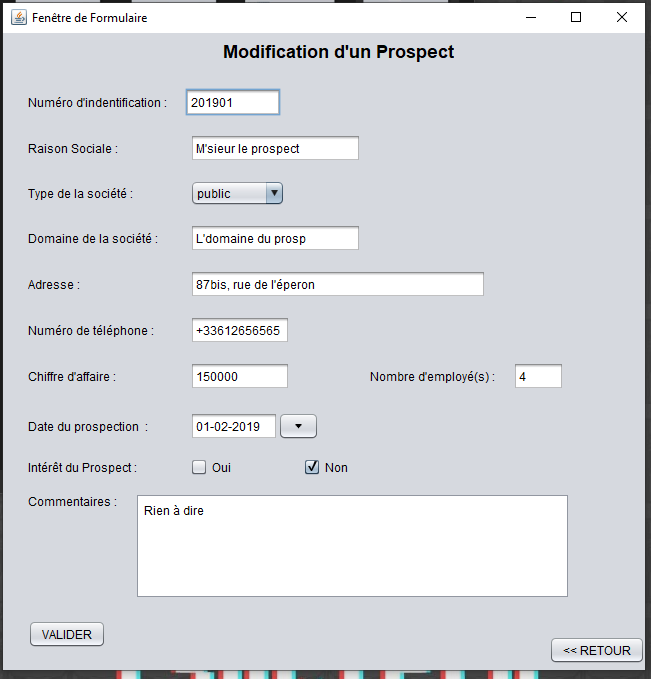 Fenêtre de Formulaire
Modification d'un Prospect
Numéro d'indentification : 201901
Raison Sociale : M'sieur le prospect
Type de la société : public
Domaine de la société : L'domaine du prosp
Adresse : 87bis, rue de l'éperon
Numéro de téléphone : +33612656565
Chiffre d'affaire : 150000 Nombre d'employé(s) : 4
Date du prospection : 01-02-2019
Intérêt du Prospect : Oui Non
Commentaires : Rien à dire
VALIDER
<< RETOUR